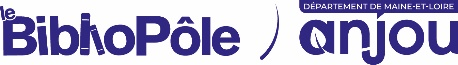 le
BiblioPôle
DÉPARTEMENT DE MAINE-ET-LOIRE
anjou